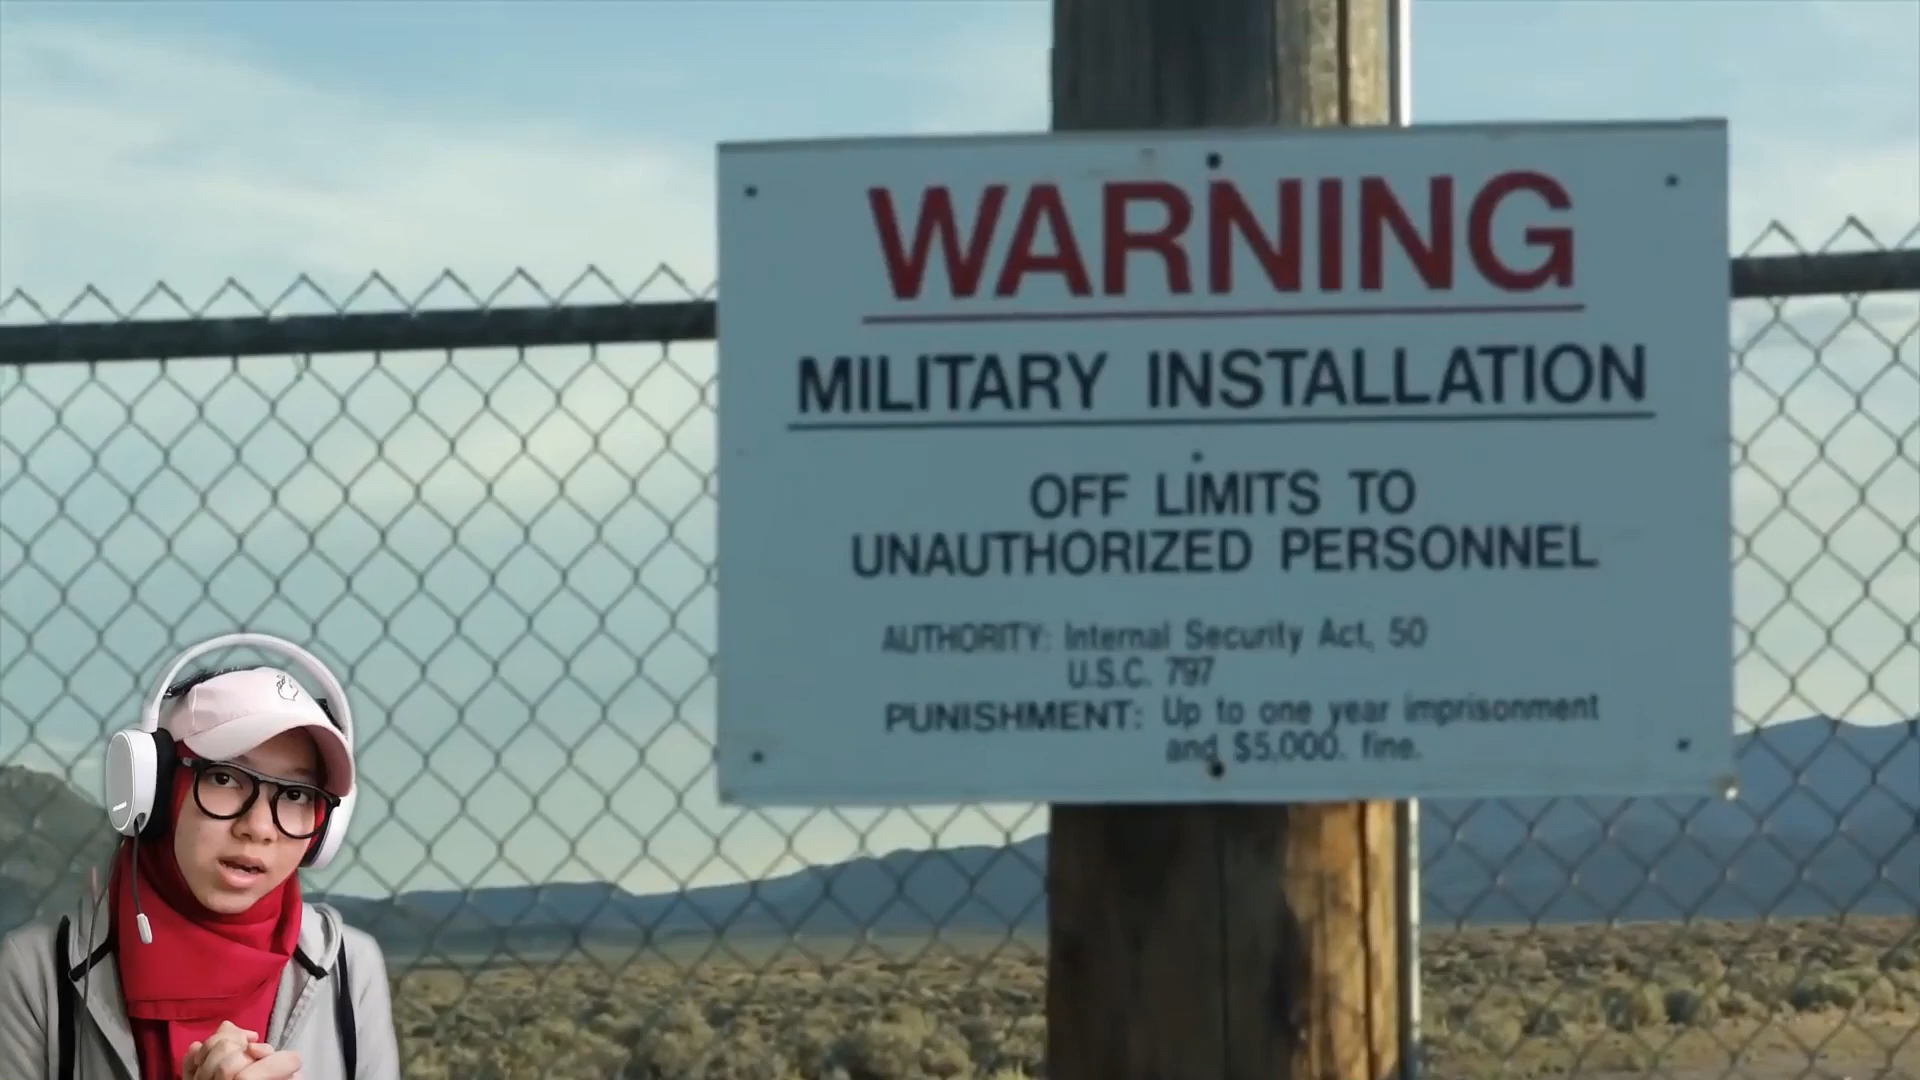 WARNING
MILITARY INSTALLATION
OFF LIMITS TO
UNAUTHORIZED PERSONNEL
AUTHORITY: Internal Security Act, 50
U.S.C. 797
PUNISHMENT: Up to one year imprisonment
and $5,000. fine.